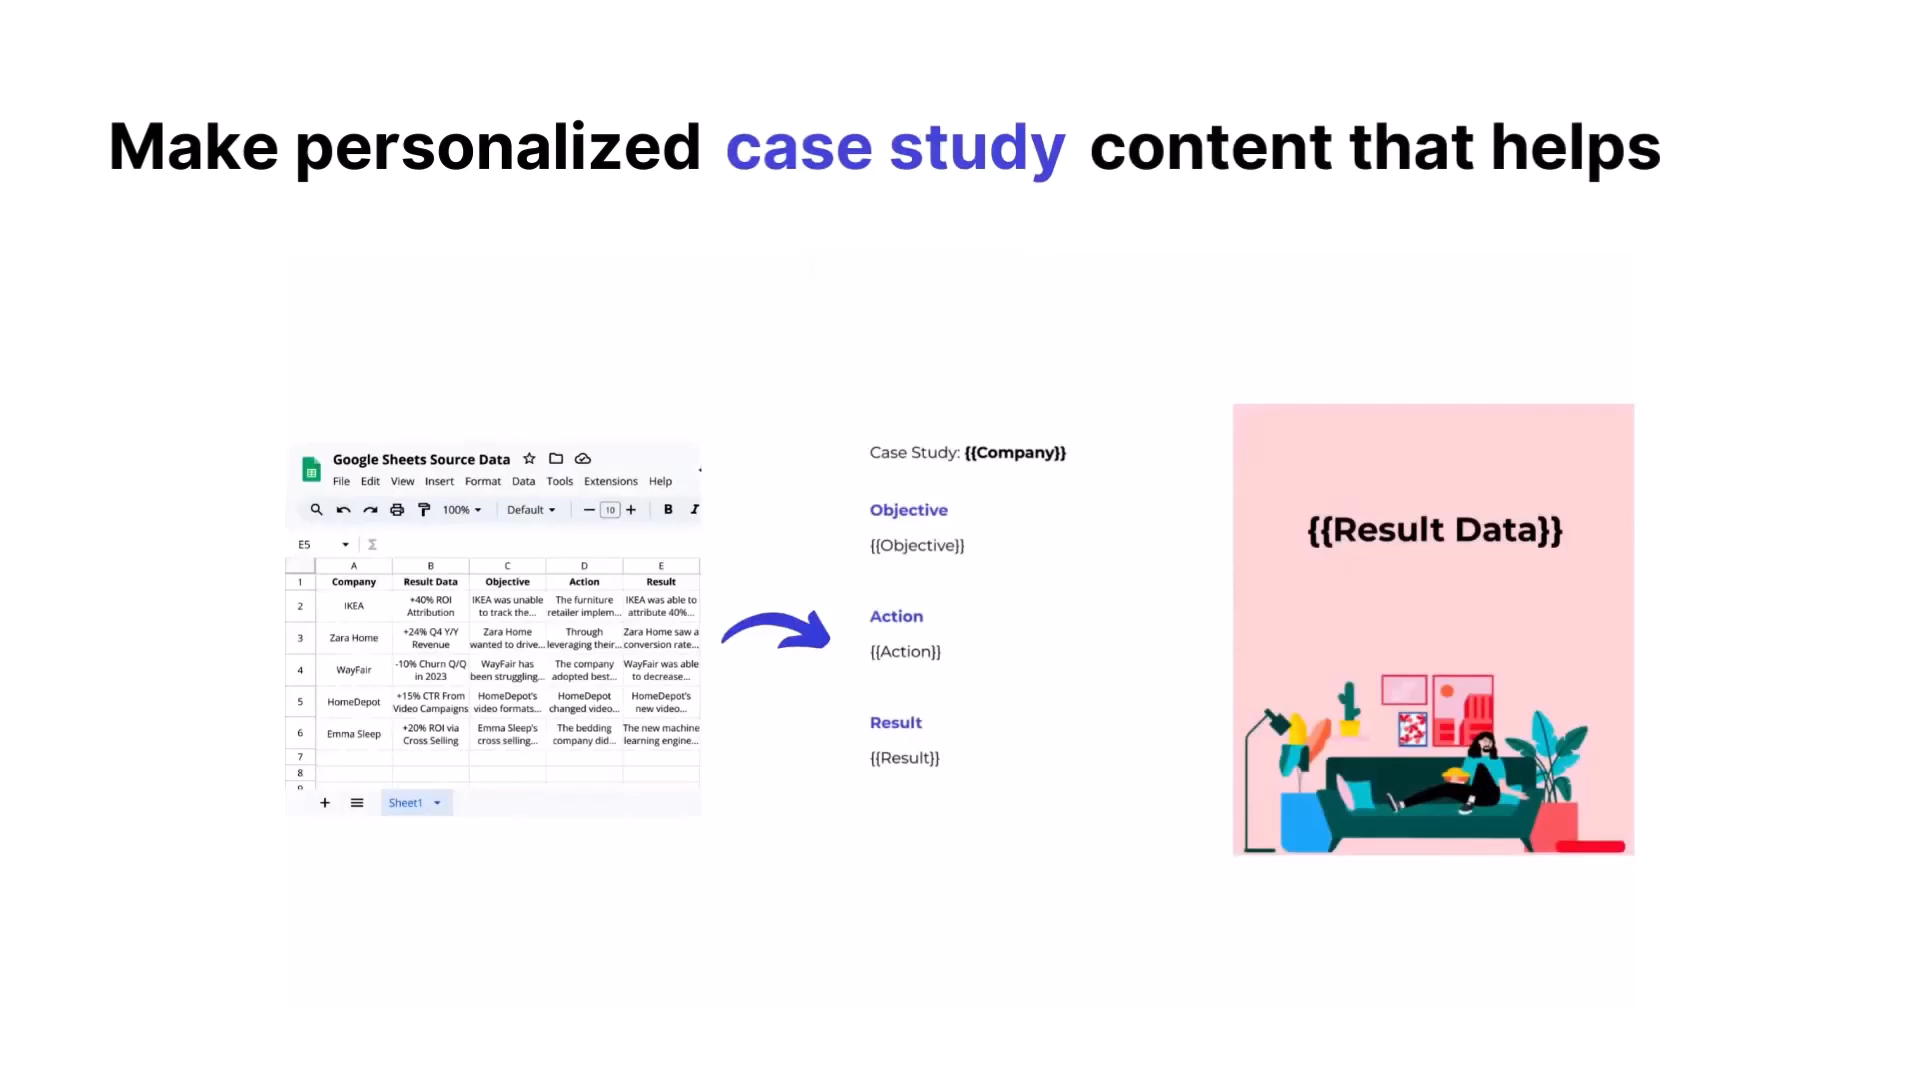 Make personalized case study content that helps
Google Sheets Source Data
File Edit View Insert Format Data Tools Extensions Help
100% Default 10 B I
E5 Σ
A B C D E
1 Company Result Data Objective Action Result
2 IKEA +40% ROI Attribution IKEA was unable to track the... The furniture retailer implem... IKEA was able to attribute 40%...
3 Zara Home +24% Q4 Y/Y Revenue Zara Home wanted to drive... Through leveraging their... Zara Home saw a conversion rate...
4 WayFair -10% Churn Q/Q in 2023 WayFair has been struggling... The company adopted best... WayFair was able to decrease...
5 HomeDepot +15% CTR From Video Campaigns HomeDepot's video formats... HomeDepot changed video... HomeDepot's new video...
6 Emma Sleep +20% ROI via Cross Selling Emma Sleep's cross selling... The bedding company did... The new machine learning engine...
7
8
9
Sheet1
Case Study: {{Company}}
Objective
{{Objective}}
Action
{{Action}}
Result
{{Result}}
{{Result Data}}